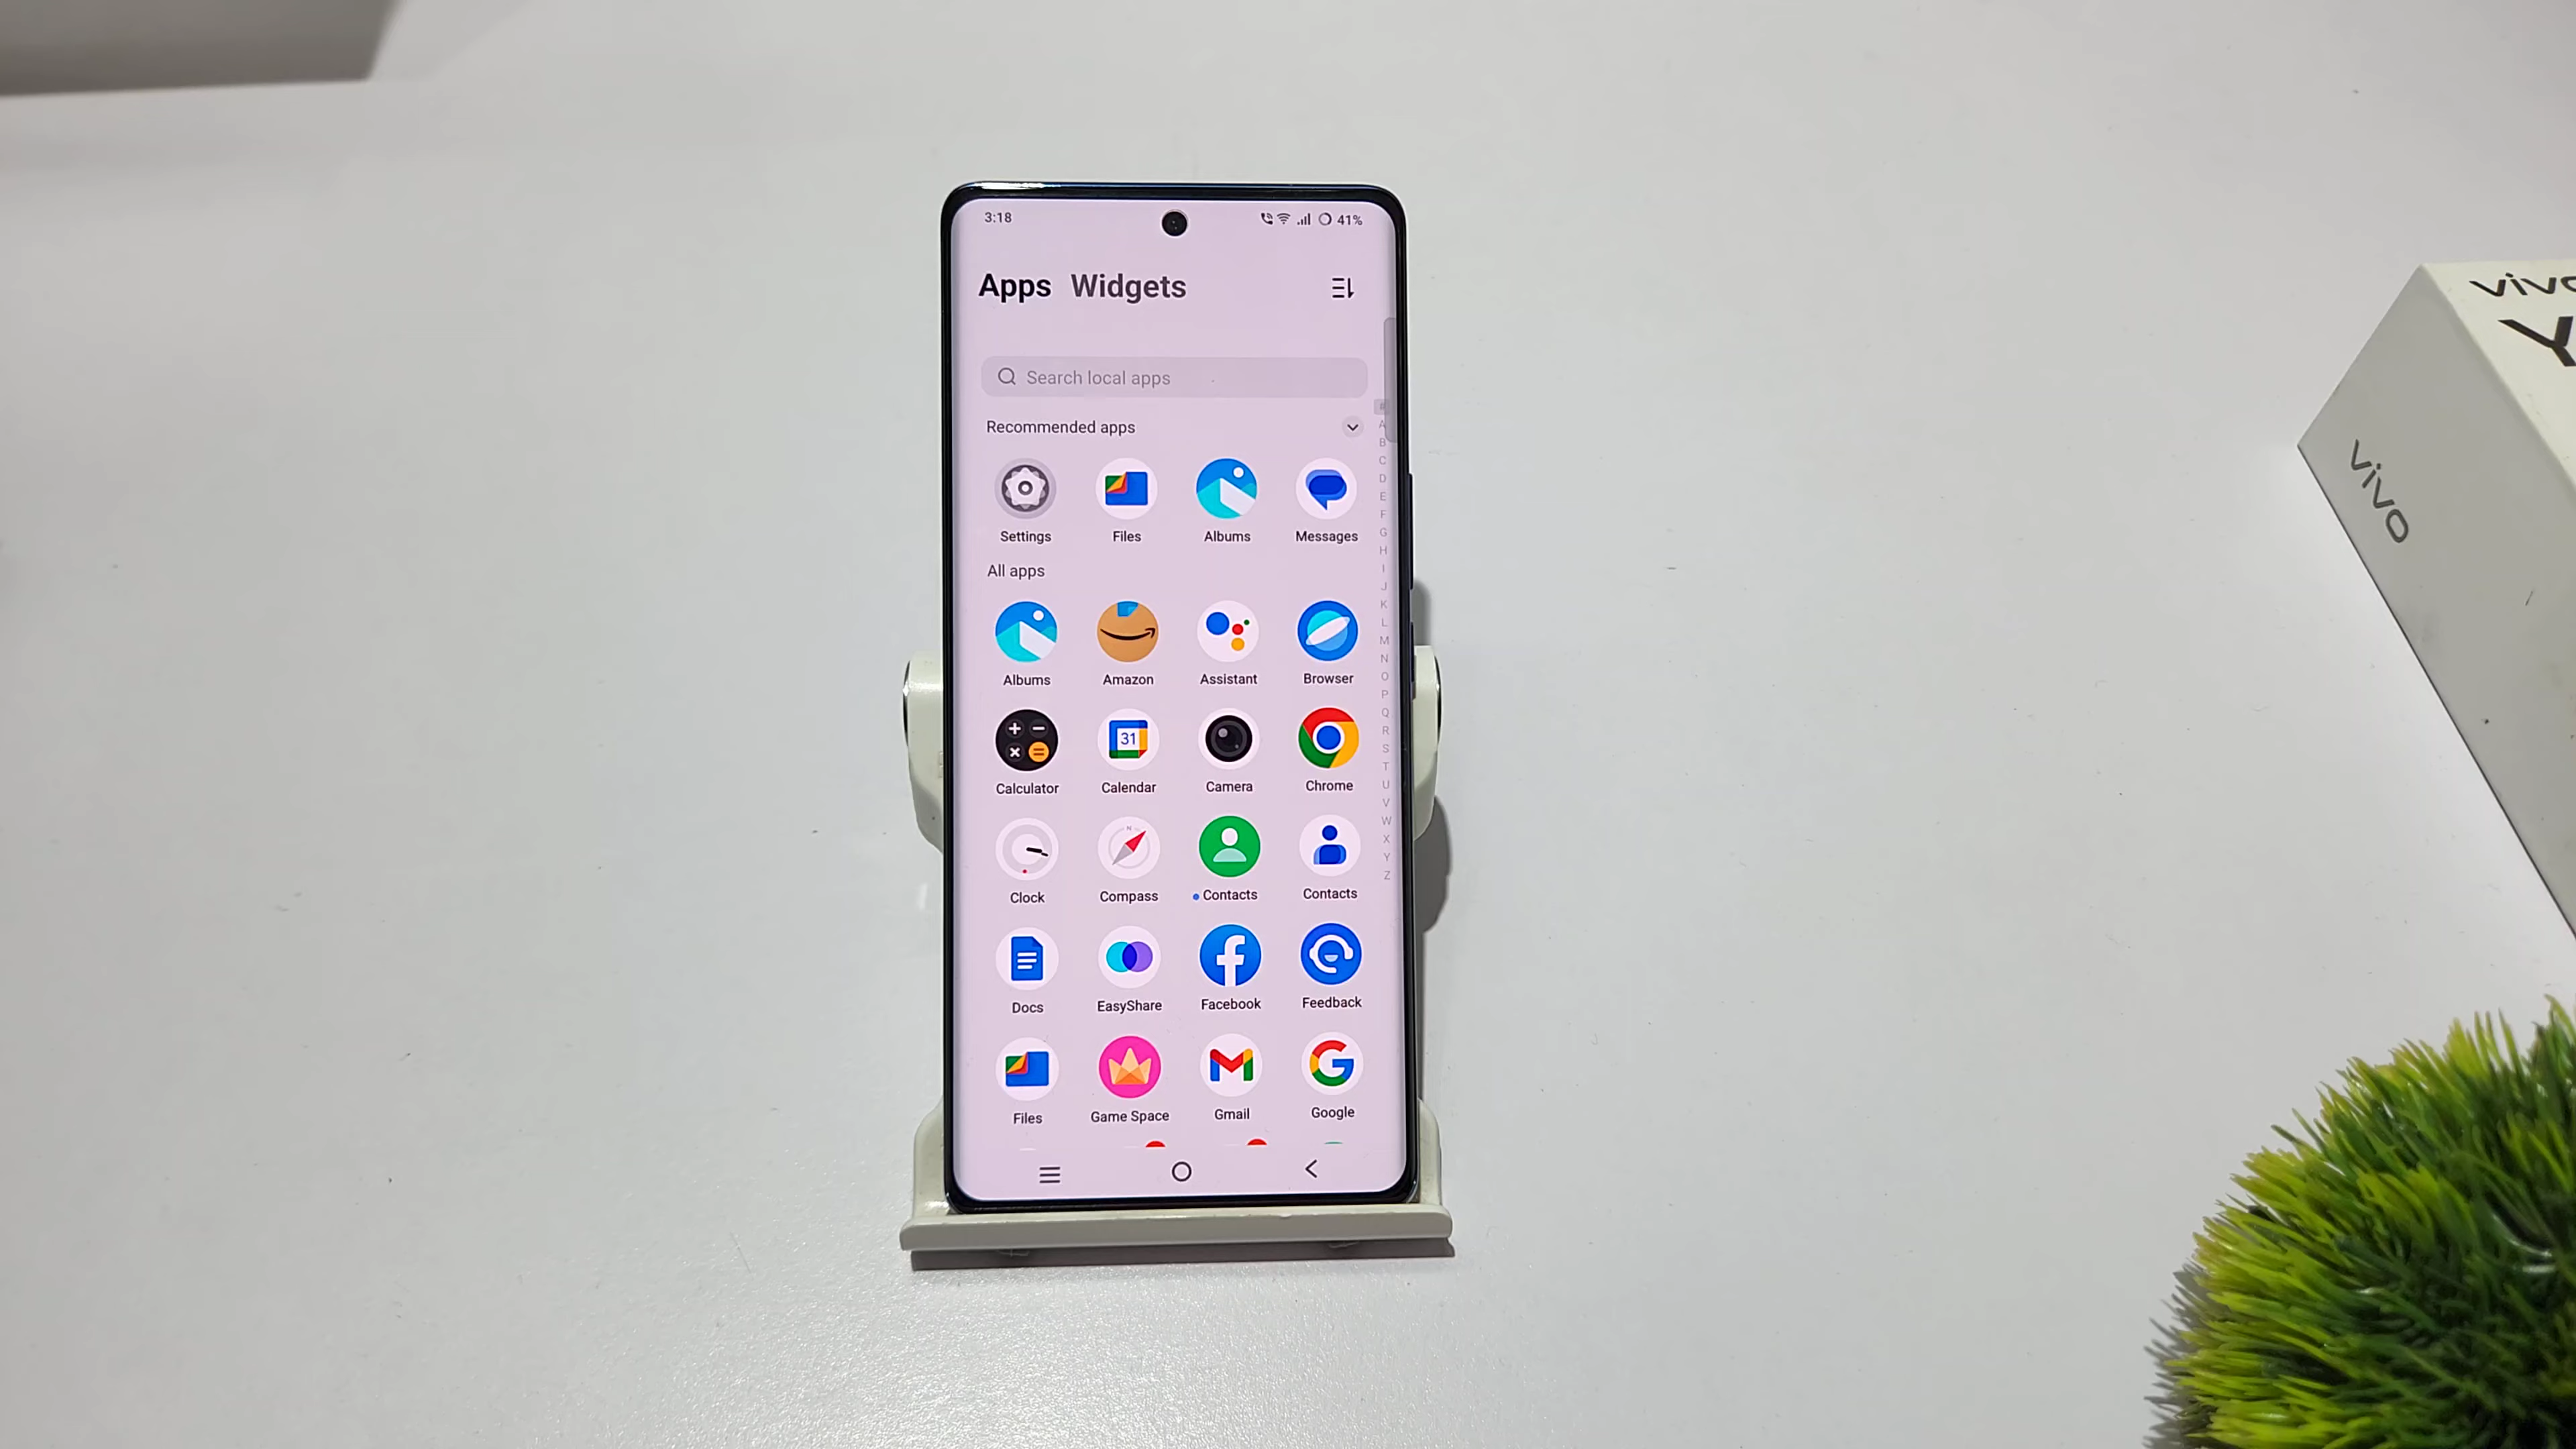 3:18 41%
Apps Widgets
Search local apps
Recommended apps
Settings Files Albums Messages
All apps
Albums Amazon Assistant Browser
31
Calculator Calendar Camera Chrome
N
Clock Compass Contacts Contacts
Docs EasyShare Facebook Feedback
Files Game Space Gmail Google
A
B
C
D
E
F
G
H
I
J
K
L
M
N
O
P
Q
R
S
T
U
V
W
X
Y
Z
vivo
Y
vivo